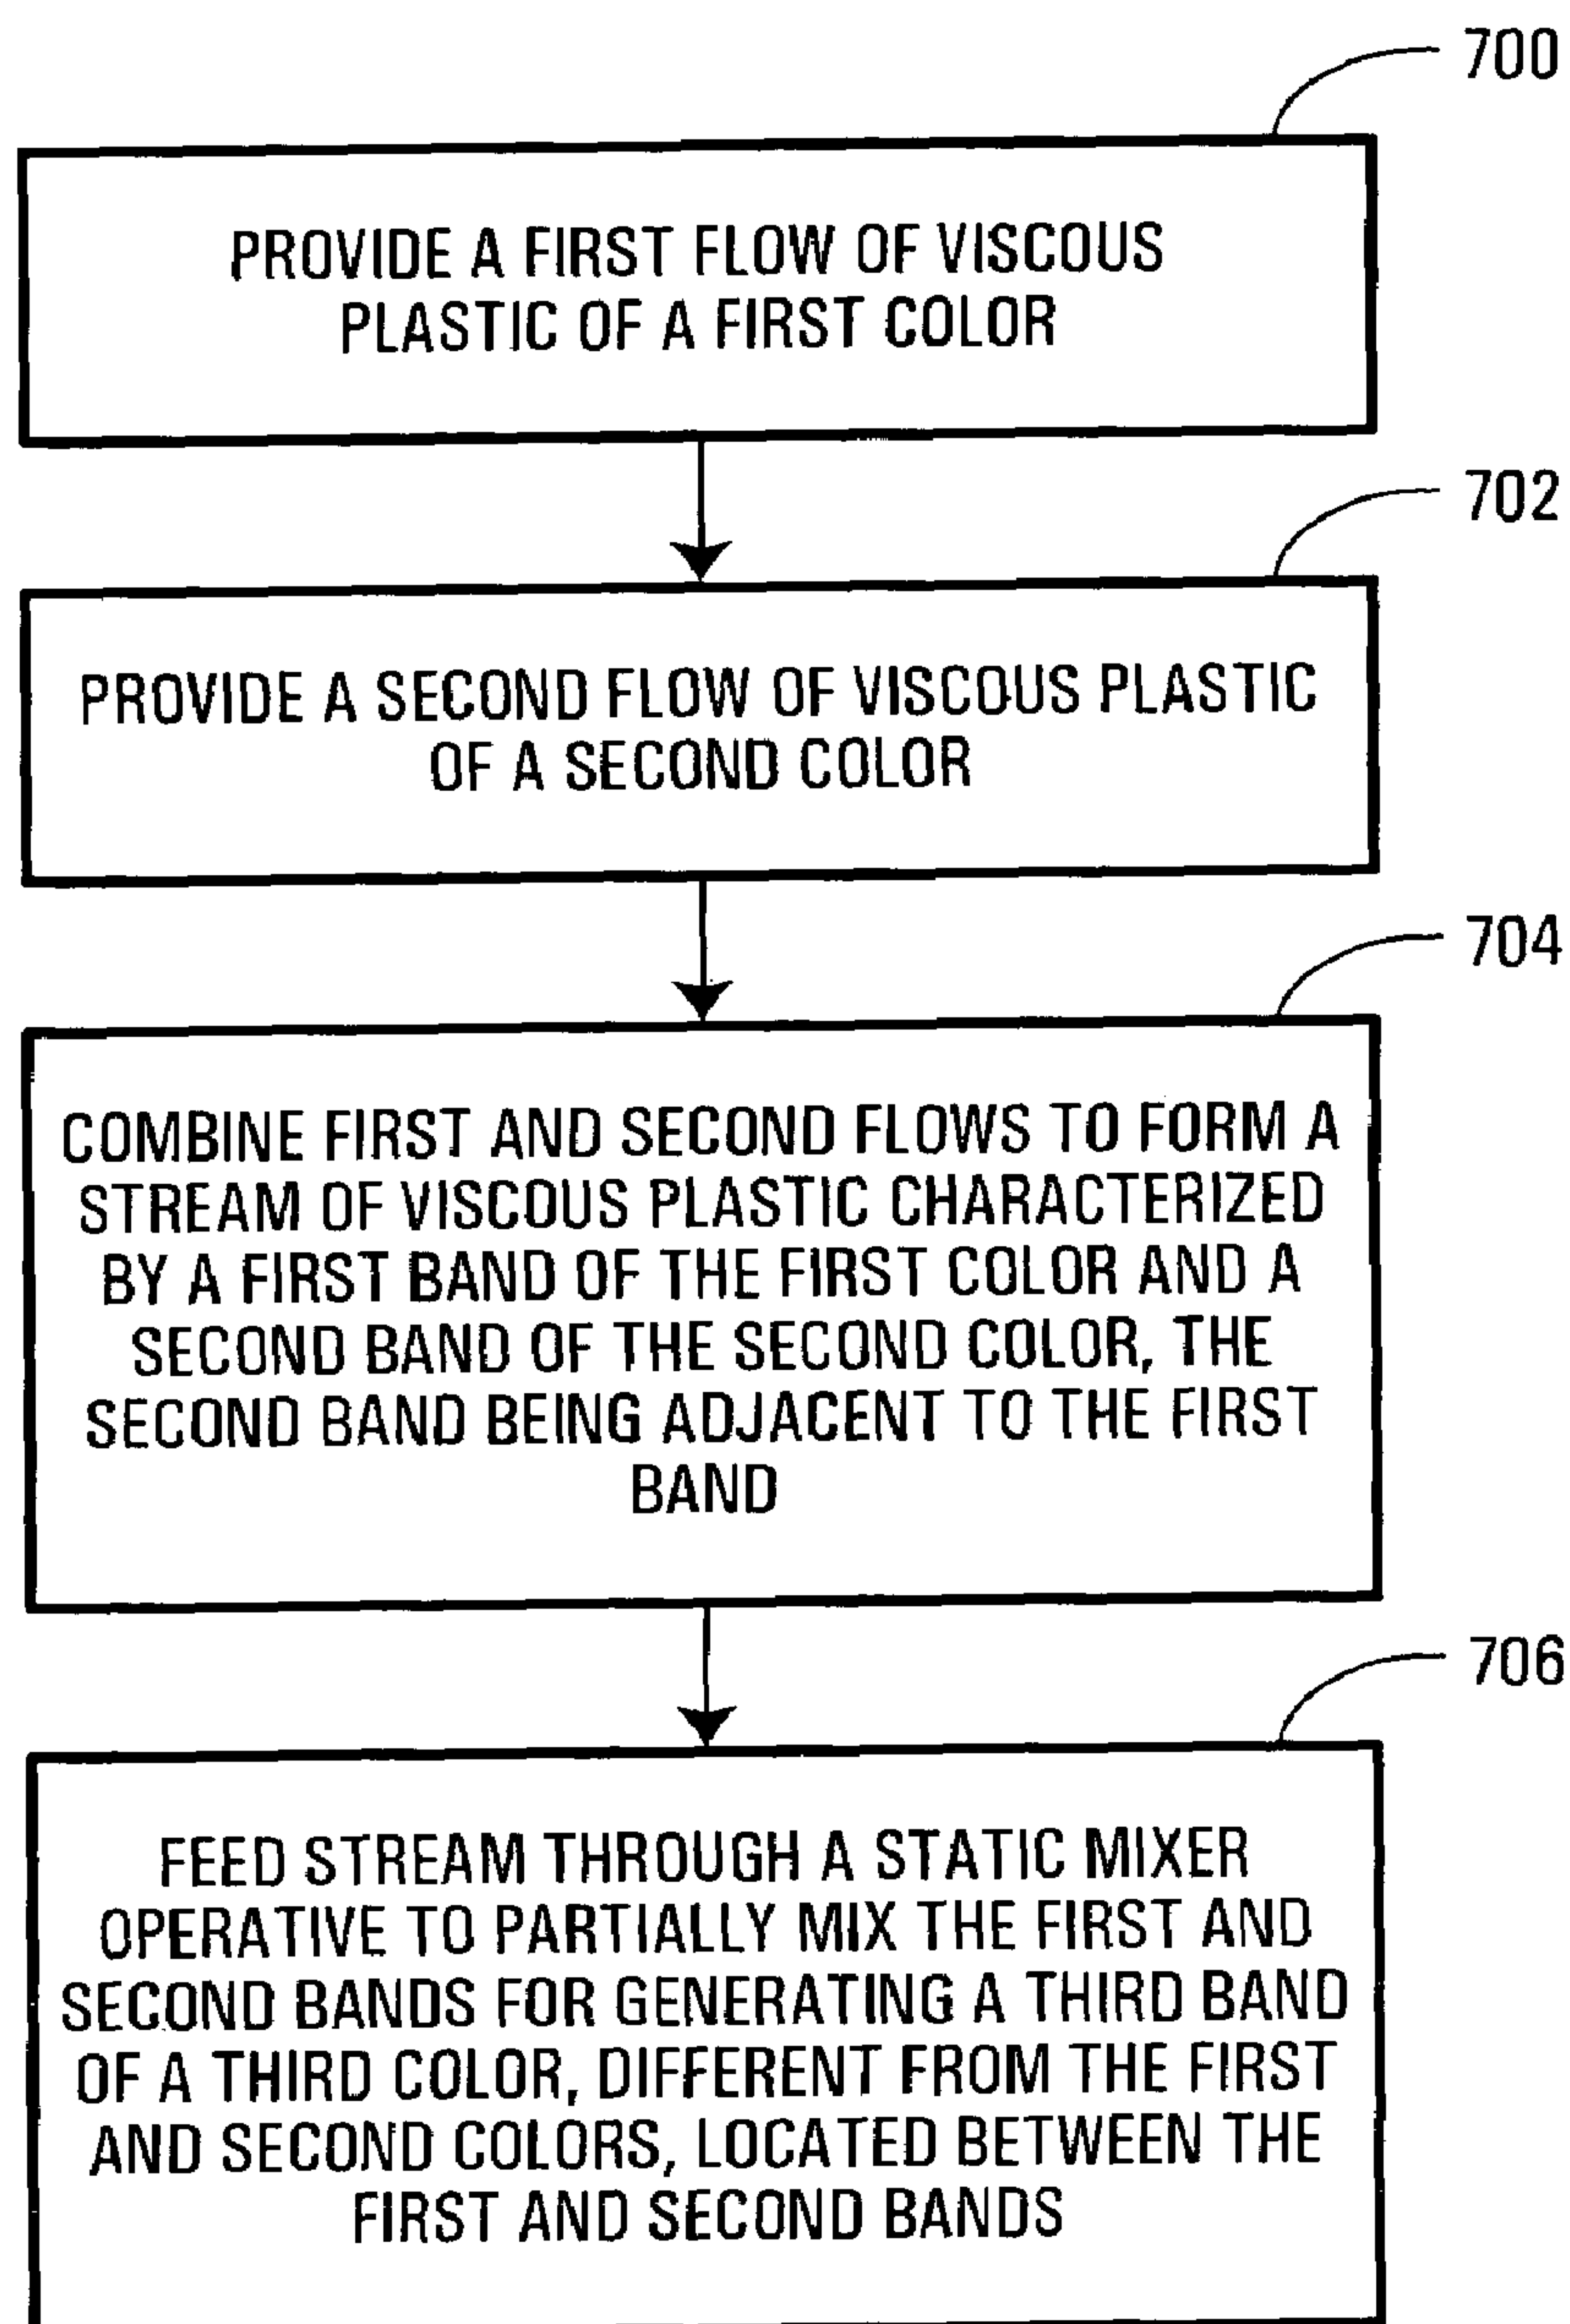 700
PROVIDE A FIRST FLOW OF VISCOUS
PLASTIC OF A FIRST COLOR
702
PROVIDE A SECOND FLOW OF VISCOUS PLASTIC
OF A SECOND COLOR
704
COMBINE FIRST AND SECOND FLOWS TO FORM A
STREAM OF VISCOUS PLASTIC CHARACTERIZED
BY A FIRST BAND OF THE FIRST COLOR AND A
SECOND BAND OF THE SECOND COLOR, THE
SECOND BAND BEING ADJACENT TO THE FIRST
BAND
706
FEED STREAM THROUGH A STATIC MIXER
OPERATIVE TO PARTIALLY MIX THE FIRST AND
SECOND BANDS FOR GENERATING A THIRD BAND
OF A THIRD COLOR, DIFFERENT FROM THE FIRST
AND SECOND COLORS, LOCATED BETWEEN THE
FIRST AND SECOND BANDS